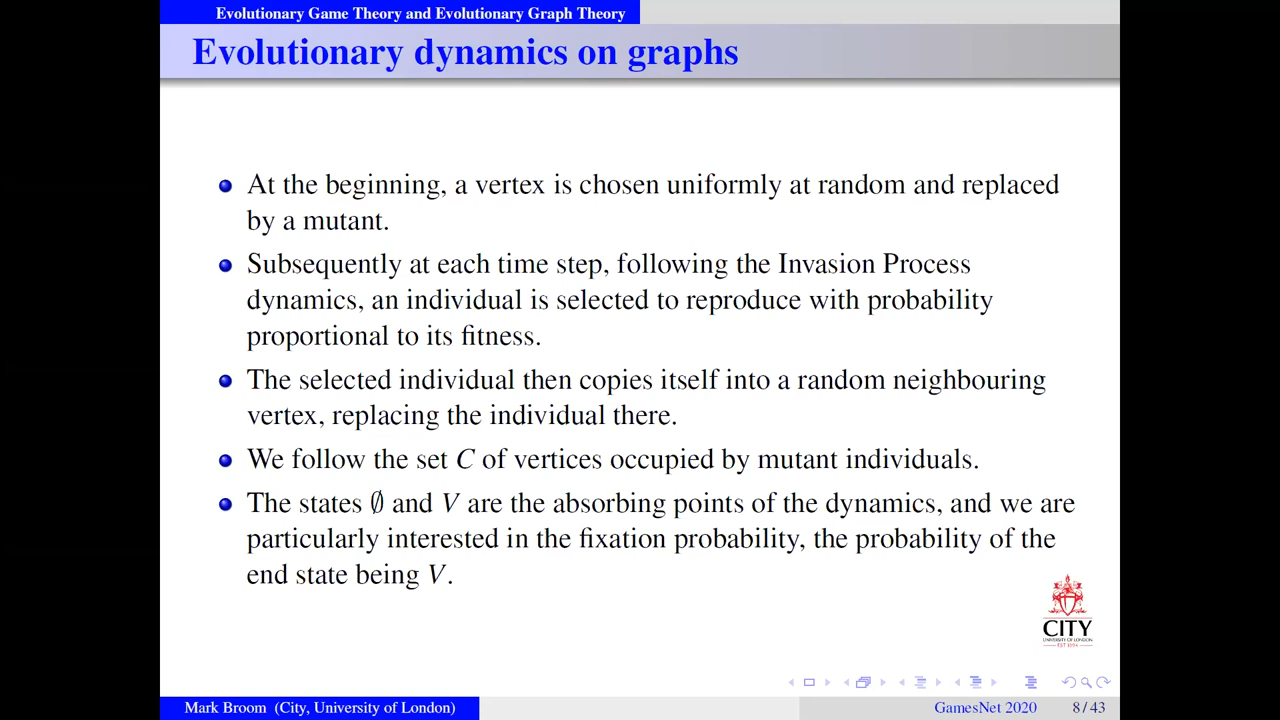 Evolutionary Game Theory and Evolutionary Graph Theory
Evolutionary dynamics on graphs
At the beginning, a vertex is chosen uniformly at random and replaced
by a mutant.
Subsequently at each time step, following the Invasion Process
dynamics, an individual is selected to reproduce with probability
proportional to its fitness.
The selected individual then copies itself into a random neighbouring
vertex, replacing the individual there.
We follow the set C of vertices occupied by mutant individuals.
The states ∅ and V are the absorbing points of the dynamics, and we are
particularly interested in the fixation probability, the probability of the
end state being V.
CITY
UNIVERSITY OF LONDON
EST 1894
Mark Broom (City, University of London)
GamesNet 2020
8 / 43